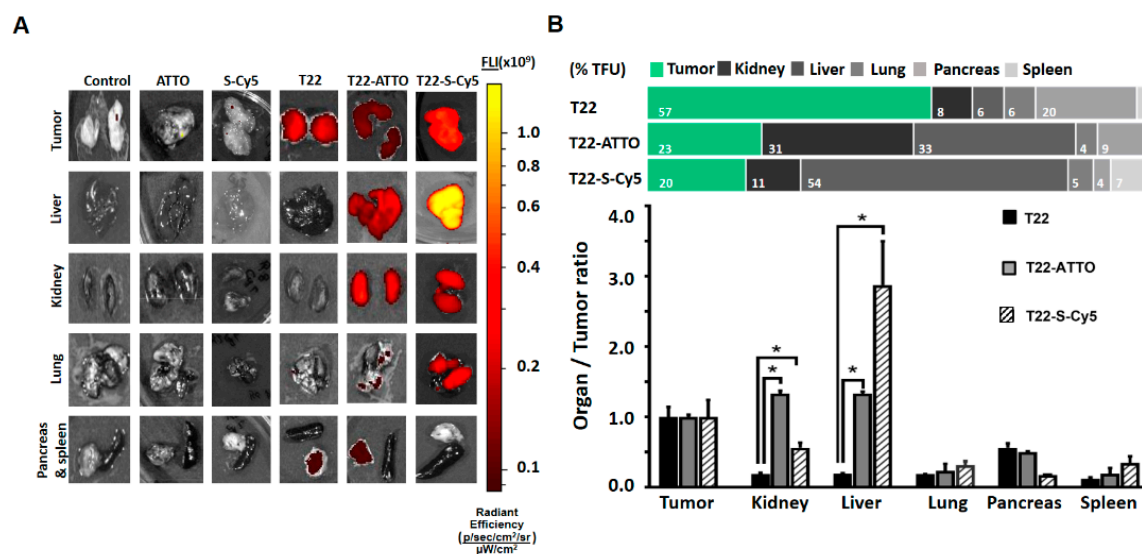 A
Control ATTO S-Cy5 T22 T22-ATTO T22-S-Cy5
FLI(x10⁹)
Tumor
Liver
Kidney
Lung
Pancreas
& spleen
1.0
0.8
0.6
0.4
0.2
0.1
Radiant
Efficiency
(p/sec/cm²/sr)
µW/cm²
B
(% TFU) Tumor Kidney Liver Lung Pancreas Spleen
T22
57 8 6 6 20
T22-ATTO
23 31 33 4 9
T22-S-Cy5
20 11 54 5 4 7
Organ / Tumor ratio
4.0
3.0
2.0
1.0
0.0
* * * *
T22
T22-ATTO
T22-S-Cy5
Tumor Kidney Liver Lung Pancreas Spleen